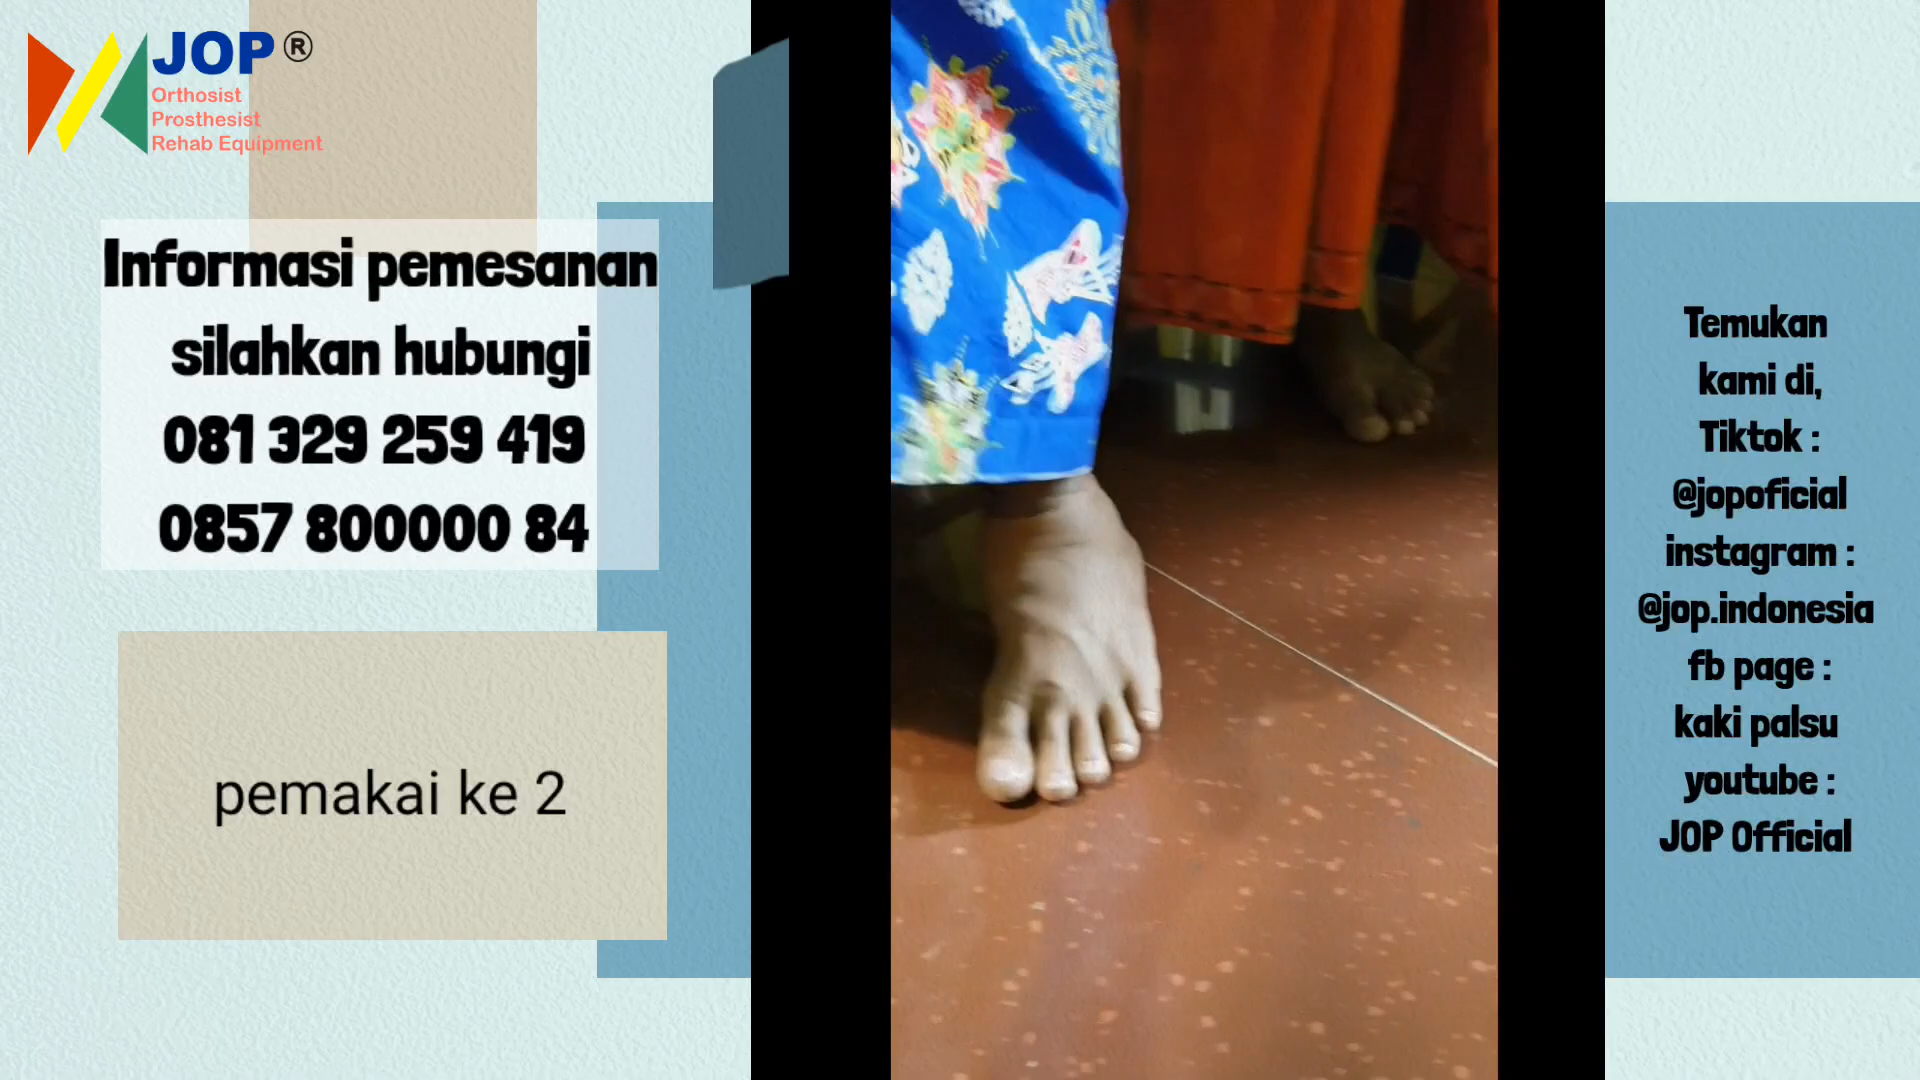 JOP ®
Orthosist
Prosthesist
Rehab Equipment
Informasi pemesanan
silahkan hubungi
081 329 259 419
0857 800000 84
pemakai ke 2
Temukan
kami di,
Tiktok :
@jopoficial
instagram :
@jop.indonesia
fb page :
kaki palsu
youtube :
JOP Official